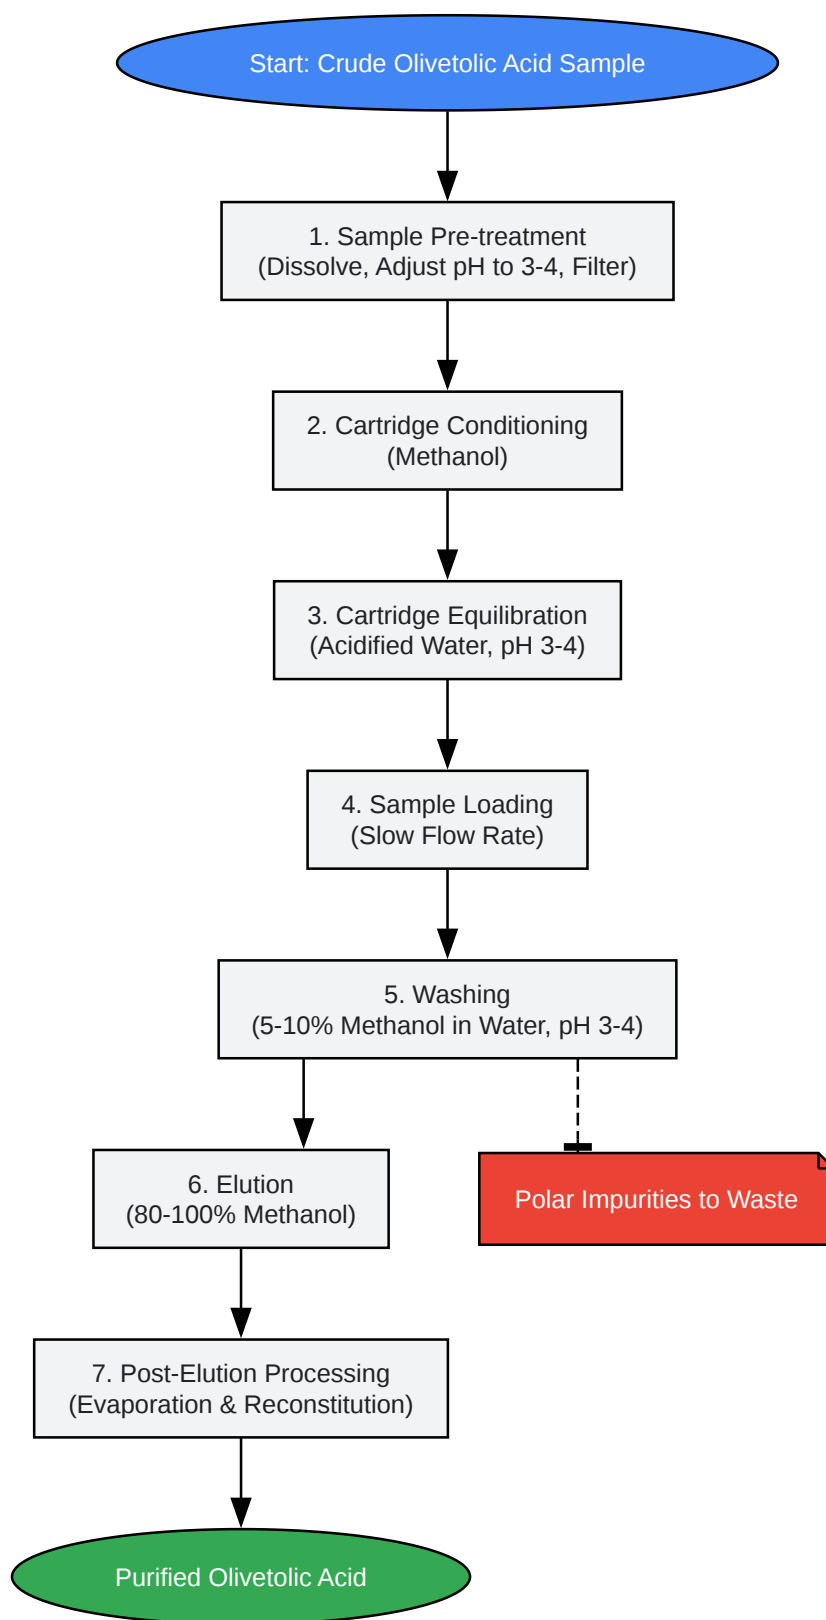 Start: Crude Olivetolic Acid Sample
1. Sample Pre-treatment
(Dissolve, Adjust pH to 3-4, Filter)
2. Cartridge Conditioning
(Methanol)
3. Cartridge Equilibration
(Acidified Water, pH 3-4)
4. Sample Loading
(Slow Flow Rate)
5. Washing
(5-10% Methanol in Water, pH 3-4)
6. Elution
(80-100% Methanol)
Polar Impurities to Waste
7. Post-Elution Processing
(Evaporation & Reconstitution)
Purified Olivetolic Acid